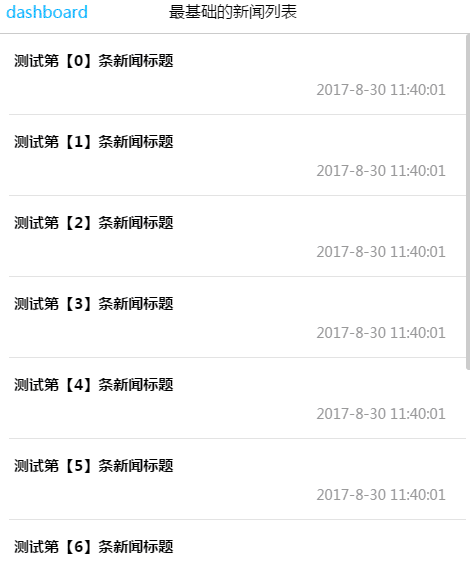 dashboard 最基础的新闻列表
测试第【0】条新闻标题
2017-8-30 11:40:01
测试第【1】条新闻标题
2017-8-30 11:40:01
测试第【2】条新闻标题
2017-8-30 11:40:01
测试第【3】条新闻标题
2017-8-30 11:40:01
测试第【4】条新闻标题
2017-8-30 11:40:01
测试第【5】条新闻标题
2017-8-30 11:40:01
测试第【6】条新闻标题